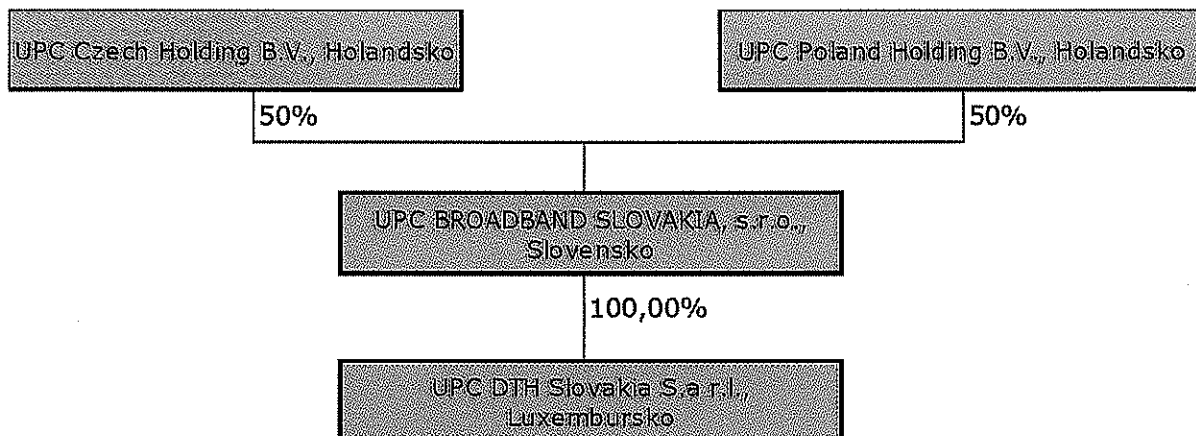 UPC Czech Holding B.V., Holandsko
UPC Poland Holding B.V., Holandsko
50%
50%
UPC BROADBAND SLOVAKIA, s.r.o.,
Slovensko
100,00%
UPC DTH Slovakia S.a r.l.,
Luxembursko